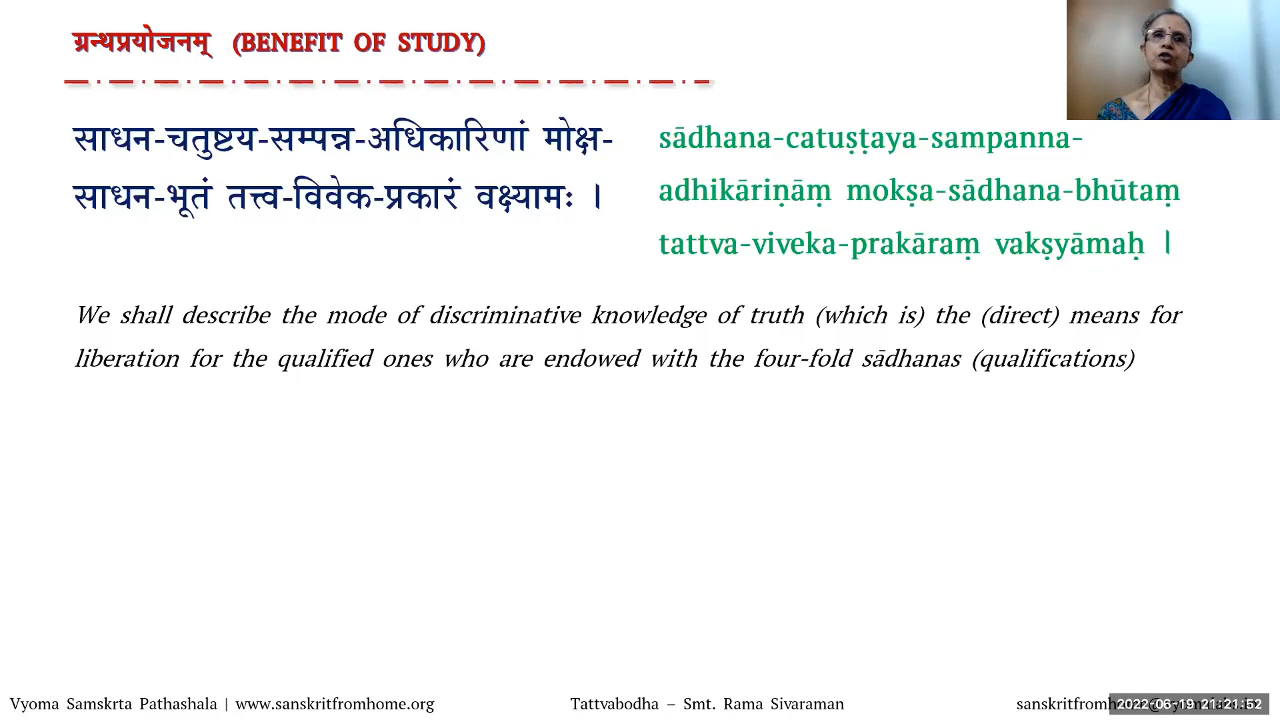 ग्रन्थप्रयोजनम् (BENEFIT OF STUDY)
साधन-चतुष्टय-सम्पन्न-अधिकारिणां मोक्ष-
साधन-भूतं तत्त्व-विवेक-प्रकारं वक्ष्यामः ।
sādhana-catuṣṭaya-sampanna-
adhikāriṇāṃ mokṣa-sādhana-bhūtaṃ
tattva-viveka-prakāraṃ vakṣyāmaḥ ।
We shall describe the mode of discriminative knowledge of truth (which is) the (direct) means for
liberation for the qualified ones who are endowed with the four-fold sādhanas (qualifications)
Vyoma Samskrta Pathashala | www.sanskritfromhome.org Tattvabodha – Smt. Rama Sivaraman
2022-06-19 21:21:52